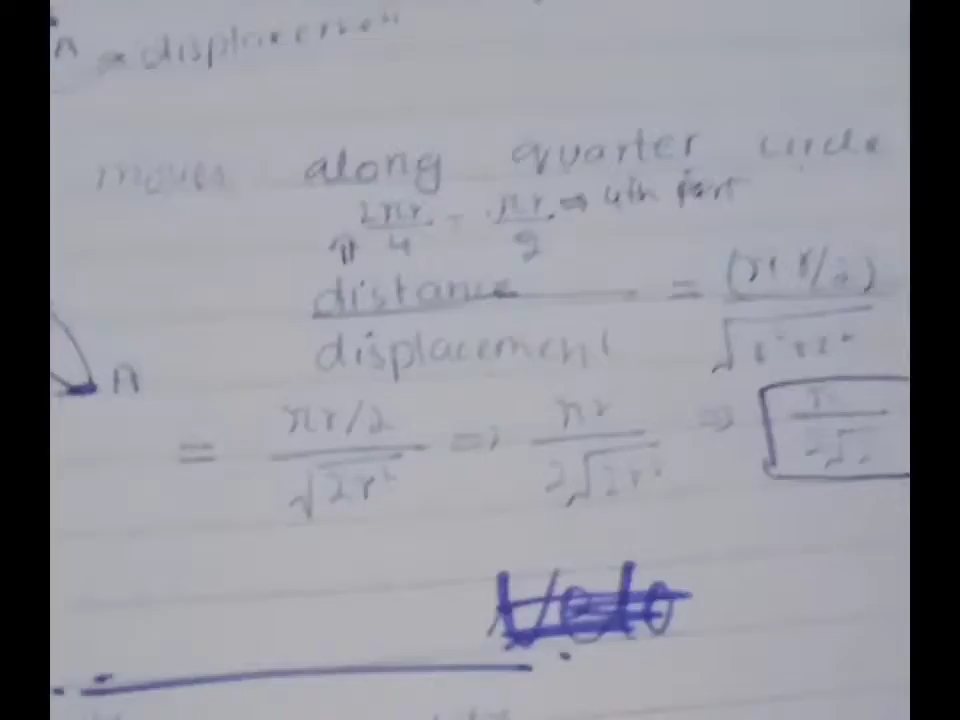 displacement
moves along quarter circle
2πr/4 = πr/2 ⇒ 4th part
distance/displacement = (πr/2)/√r²+r²
A
= πr/2/√2r² ⇒ πr/2√2r² ⇒ π/2√2